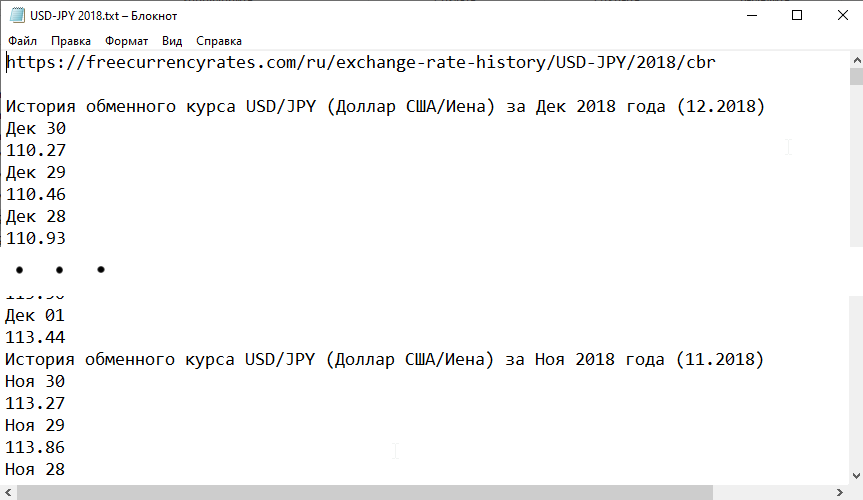 USD-JPY 2018.txt – Блокнот
Файл Правка Формат Вид Справка
https://freecurrencyrates.com/ru/exchange-rate-history/USD-JPY/2018/cbr
История обменного курса USD/JPY (Доллар США/Иена) за Дек 2018 года (12.2018)
Дек 30
110.27
Дек 29
110.46
Дек 28
110.93
. . .
Дек 01
113.44
История обменного курса USD/JPY (Доллар США/Иена) за Ноя 2018 года (11.2018)
Ноя 30
113.27
Ноя 29
113.86
Ноя 28